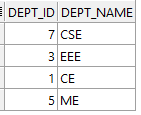 DEPT_ID DEPT_NAME
7 CSE
3 EEE
1 CE
5 ME